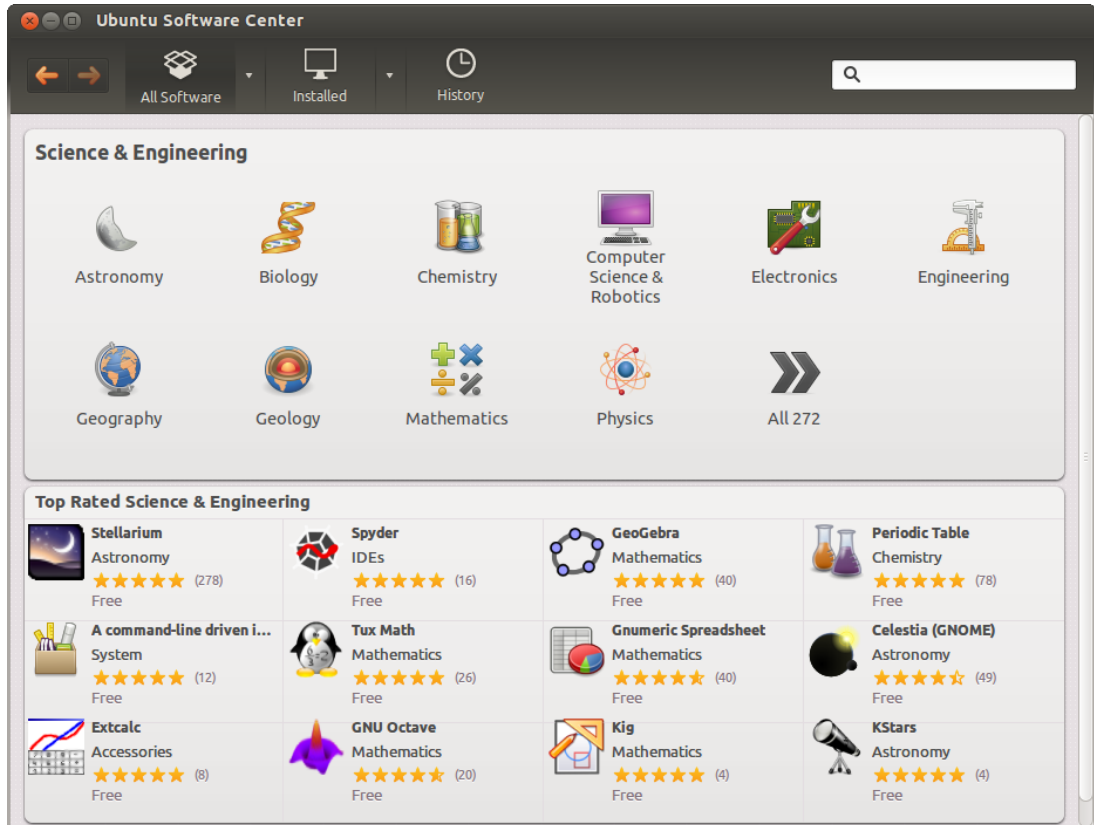 Ubuntu Software Center
All Software
Installed
History
Science & Engineering
Astronomy
Biology
Chemistry
Computer
Science &
Robotics
Electronics
Engineering
Geography
Geology
Mathematics
Physics
All 272
Top Rated Science & Engineering
Stellarium
Astronomy
(278)
Free
Spyder
IDEs
(16)
Free
GeoGebra
Mathematics
(40)
Free
Periodic Table
Chemistry
(78)
Free
A command-line driven i...
System
(12)
Free
Tux Math
Mathematics
(26)
Free
Gnumeric Spreadsheet
Mathematics
(40)
Free
Celestia (GNOME)
Astronomy
(49)
Free
Extcalc
Accessories
(8)
Free
GNU Octave
Mathematics
(20)
Free
Kig
Mathematics
(4)
Free
KStars
Astronomy
(4)
Free